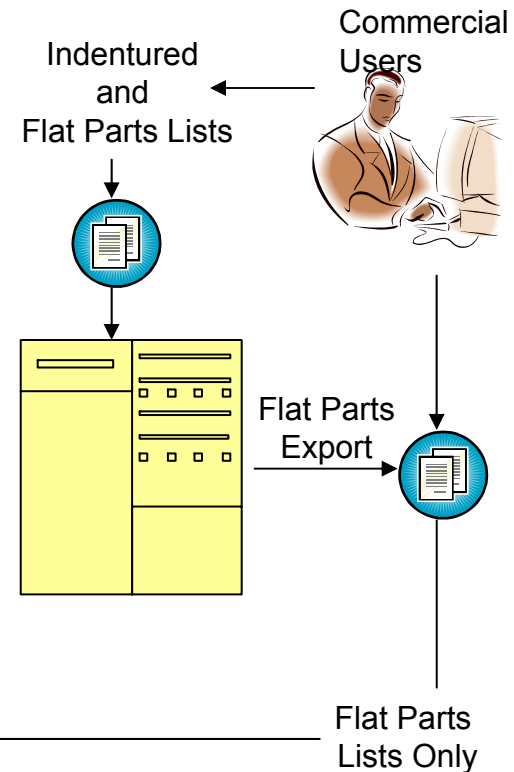 Commercial
Users
Indentured
and
Flat Parts Lists
Flat Parts
Export
Flat Parts
Lists Only